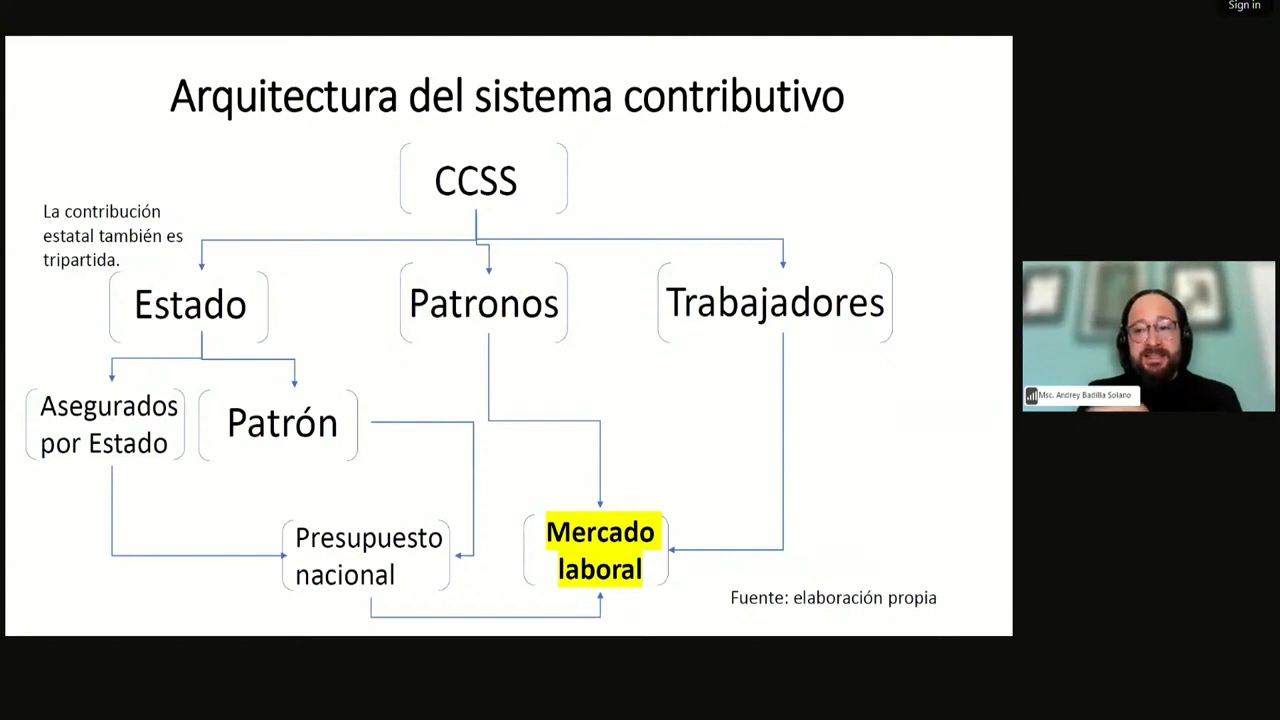 Sign in
Arquitectura del sistema contributivo
CCSS
La contribución
estatal también es
tripartida.
Estado
Patronos
Trabajadores
Asegurados
por Estado
Patrón
Presupuesto
nacional
Mercado
laboral
Fuente: elaboración propia
Msc. Andrey Badilla Solano